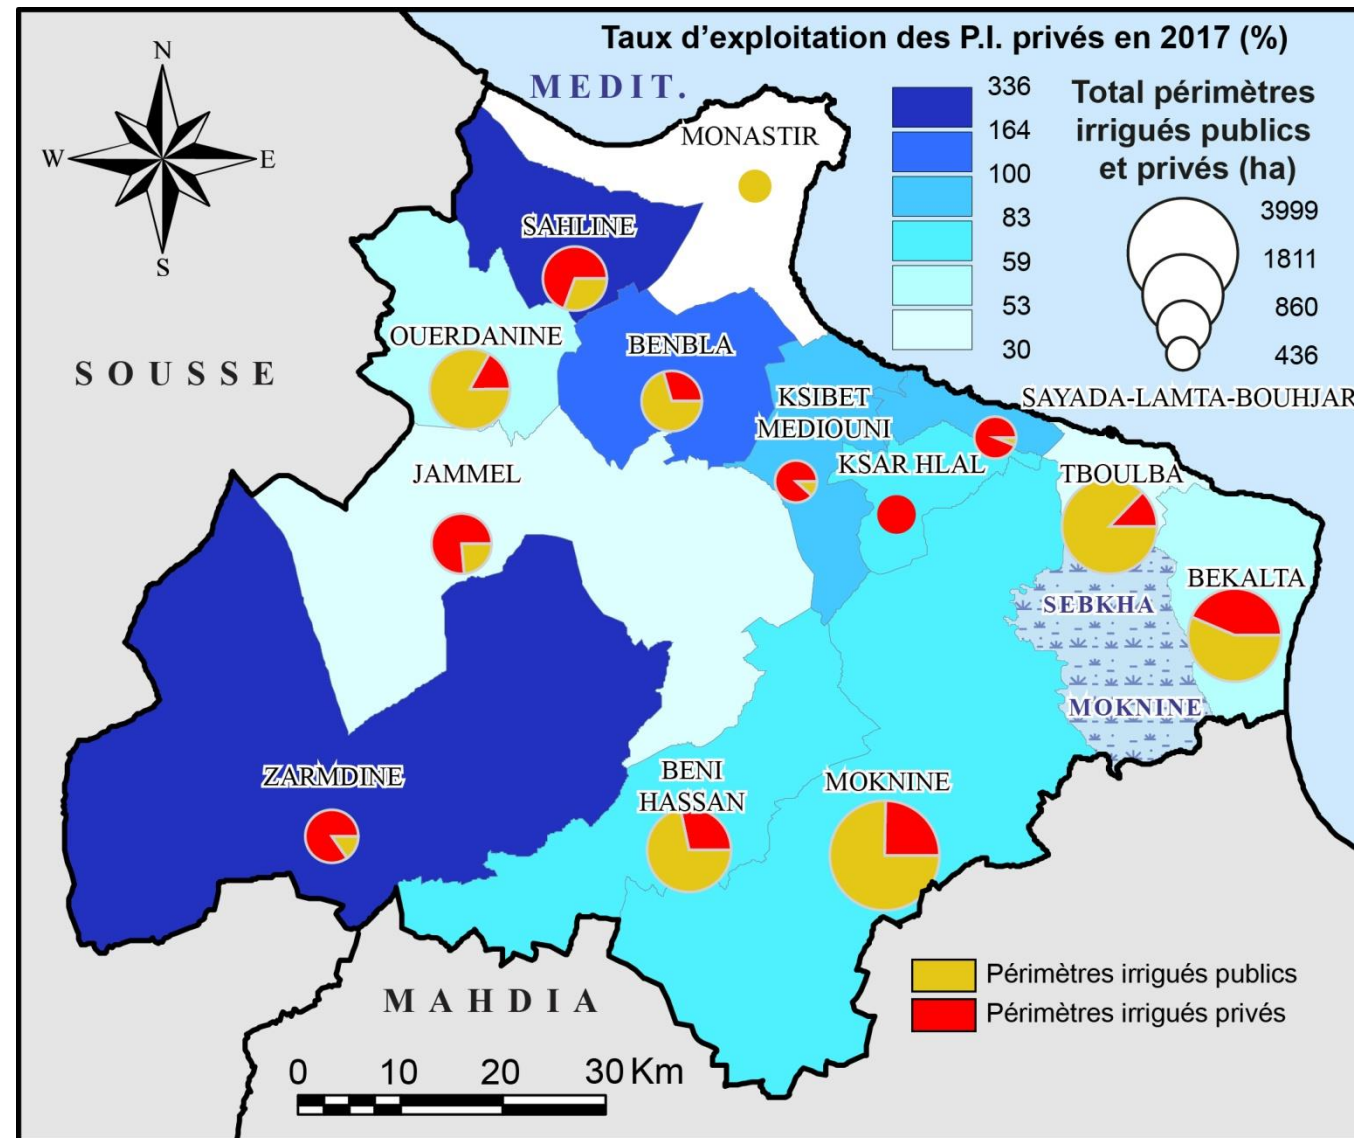 Taux d’exploitation des P.I. privés en 2017 (%)
336
164
100
83
59
53
30
Total périmètres
irrigués publics
et privés (ha)
3999
1811
860
436
N
W
E
S
MEDIT.
MONASTIR
SAHLINE
OUERDANINE
BENBLA
SOUSSE
KSIBET
MEDIOUNI
SAYADA-LAMTA-BOUHJAR
KSAR HLAL
TBOULBA
JAMMEL
BEKALTA
SEBKHA
MOKNINE
ZARMDINE
BENI
HASSAN
MOKNINE
MAHDIA
Périmètres irrigués publics
Périmètres irrigués privés
0 10 20 30 Km